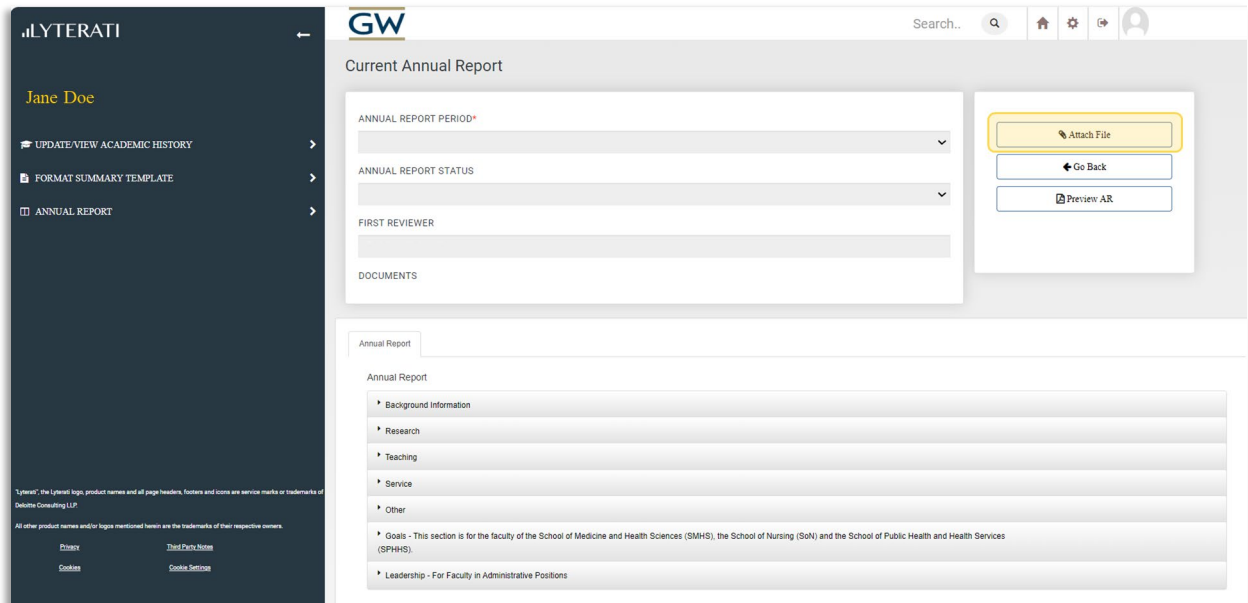 LYTERATI
Jane Doe
UPDATE/VIEW ACADEMIC HISTORY
FORMAT SUMMARY TEMPLATE
ANNUAL REPORT
"Lyterati", the Lyterati logo, product names and all page headers, footers and icons are service marks or trademarks of
Deloitte Consulting LLP.
All other product names and/or logos mentioned herein are the trademarks of their respective owners.
Privacy
Third Party Notes
Cookies
Cookie Settings
GW
Search..
Current Annual Report
ANNUAL REPORT PERIOD*
ANNUAL REPORT STATUS
FIRST REVIEWER
DOCUMENTS
Attach File
Go Back
Preview AR
Annual Report
Annual Report
Background Information
Research
Teaching
Service
Other
Goals - This section is for the faculty of the School of Medicine and Health Sciences (SMHS), the School of Nursing (SoN) and the School of Public Health and Health Services
(SPHHS).
Leadership - For Faculty in Administrative Positions